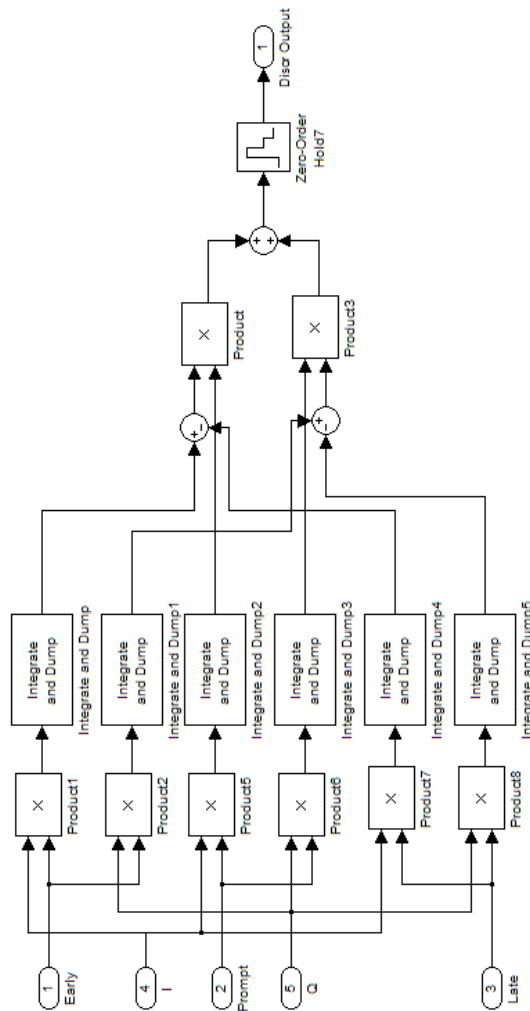 1
Early
4
I
2
Prompt
5
Q
3
Late
×
Product1
×
Product2
×
Product5
×
Product6
×
Product7
×
Product8
Integrate
and Dump
Integrate and Dump
Integrate
and Dump
Integrate and Dump1
Integrate
and Dump
Integrate and Dump2
Integrate
and Dump
Integrate and Dump3
Integrate
and Dump
Integrate and Dump4
Integrate
and Dump
Integrate and Dump5
+
−
+
−
×
Product
×
Product3
+ +
Zero-Order
Hold7
1
Discr Output